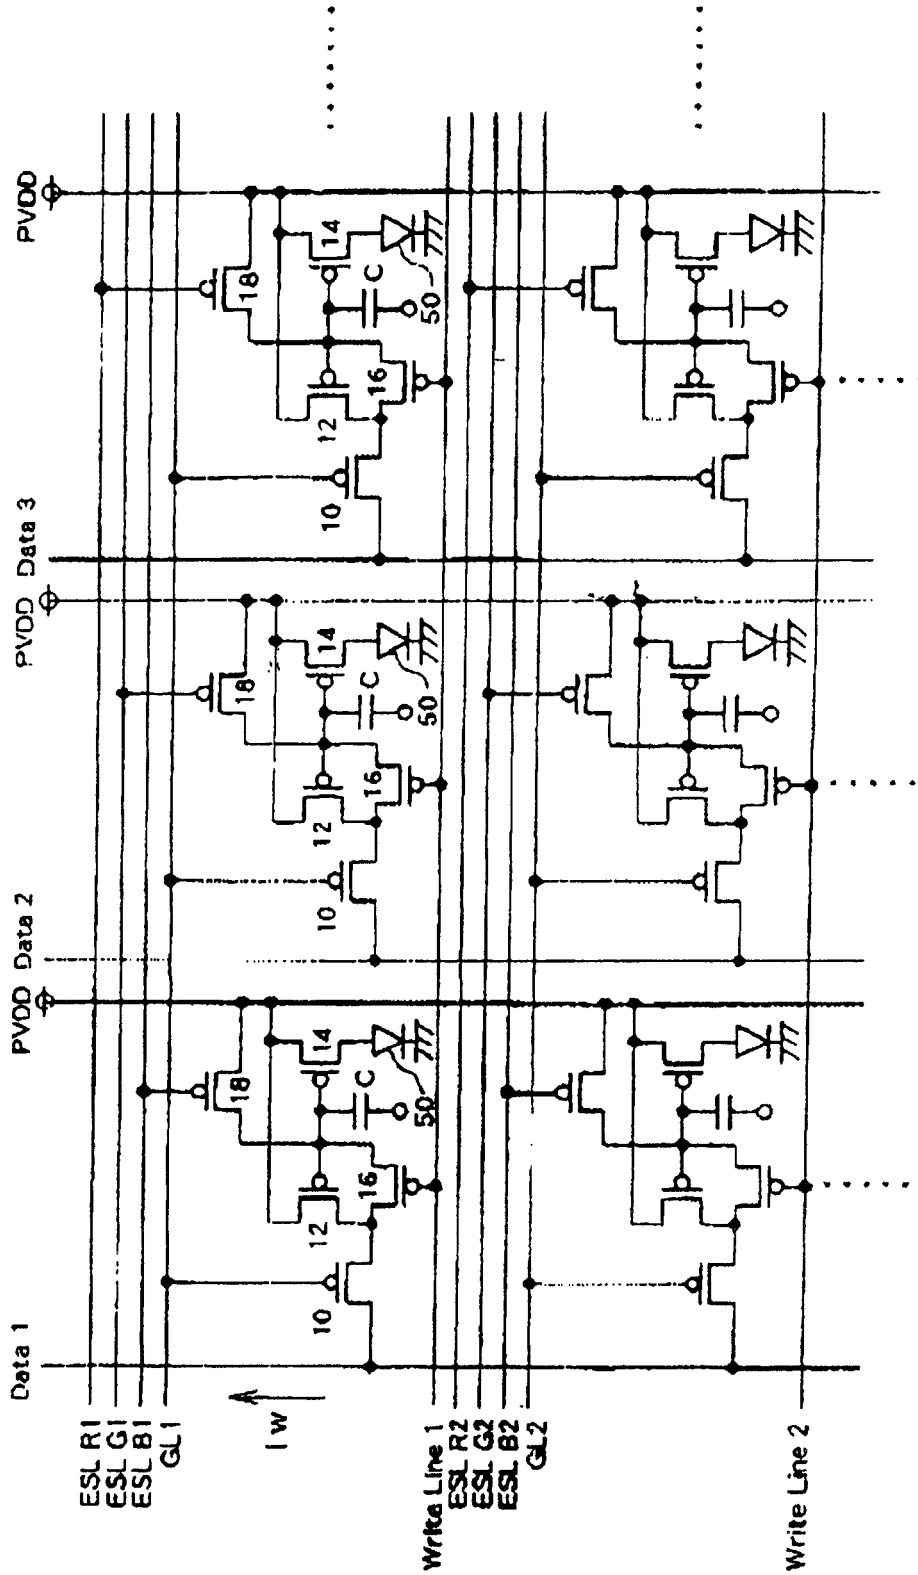 Data 1
PVDD
Data 2
PVDD
Data 3
PVDD
ESL R1
ESL G1
ESL B1
GL1
I w
10
12
14
16
18
C
50
10
12
14
16
18
C
50
10
12
14
16
18
C
50
Write Line 1
ESL R2
ESL G2
ESL B2
GL2
Write Line 2